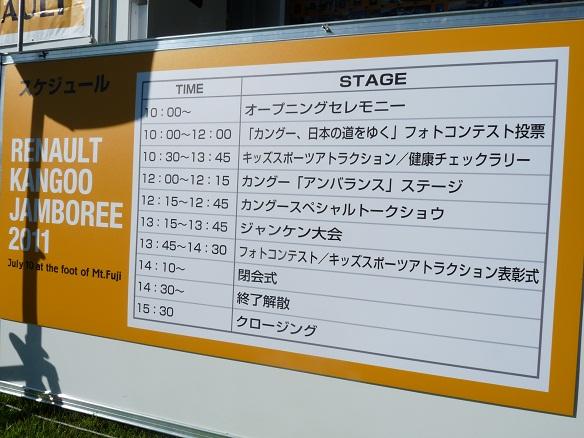 AULT
スケジュール
RENAULT
KANGOO
JAMBOREE
2011
July 10 at the foot of Mt.Fuji
TIME STAGE
10：00～ オープニングセレモニー
10：00～12：00 「カングー、日本の道をゆく」フォトコンテスト投票
10：30～13：45 キッズスポーツアトラクション／健康チェックラリー
12：00～12：15 カングー「アンバランス」ステージ
12：15～12：45 カングースペシャルトークショウ
13：15～13：45 ジャンケン大会
13：45～14：30 フォトコンテスト／キッズスポーツアトラクション表彰式
14：10～ 閉会式
14：30～ 終了解散
15：30 クロージング